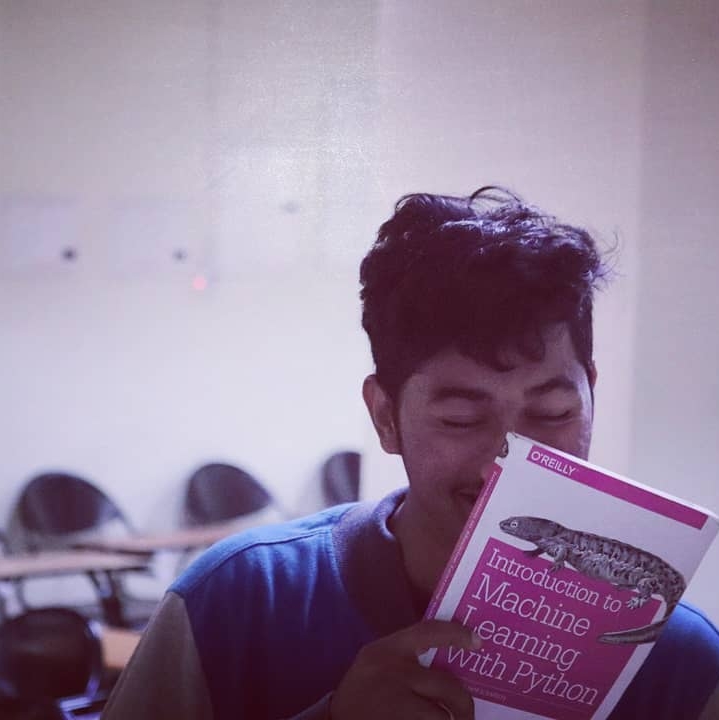 O'REILLY
Introduction to
Machine
Learning
with Python